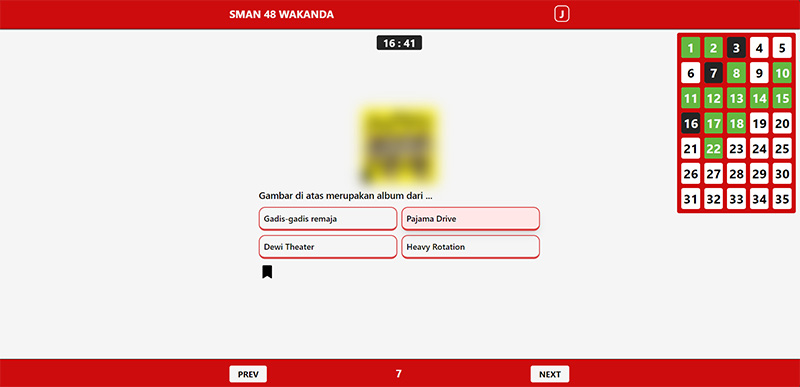 SMAN 48 WAKANDA
J
16 : 41
1 2 3 4 5
6 7 8 9 10
11 12 13 14 15
16 17 18 19 20
21 22 23 24 25
26 27 28 29 30
31 32 33 34 35
Gambar di atas merupakan album dari ...
Gadis-gadis remaja
Pajama Drive
Dewi Theater
Heavy Rotation
PREV
7
NEXT